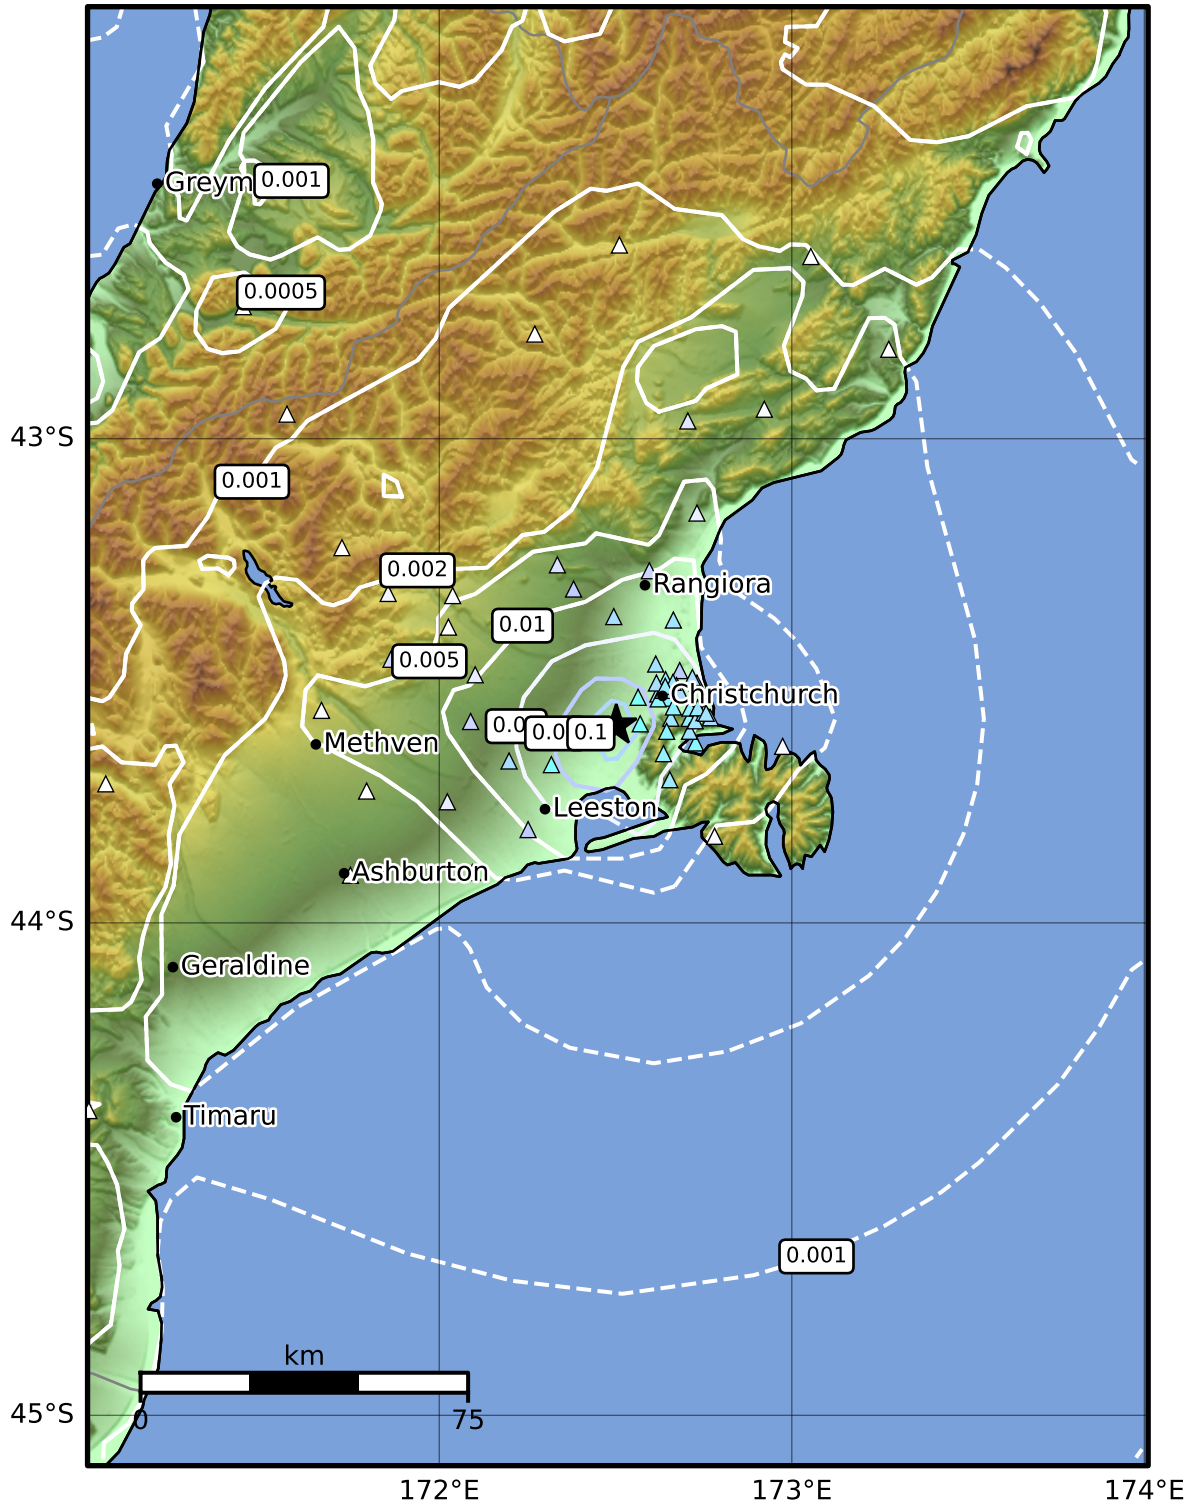 Greym
0.001
0.0005
43°S
0.001
0.002
Rangiora
0.01
0.005
Christchurch
0.1
Methven
Leeston
Ashburton
44°S
Geraldine
Timaru
0.001
km
0
75
45°S
172°E
173°E
174°E